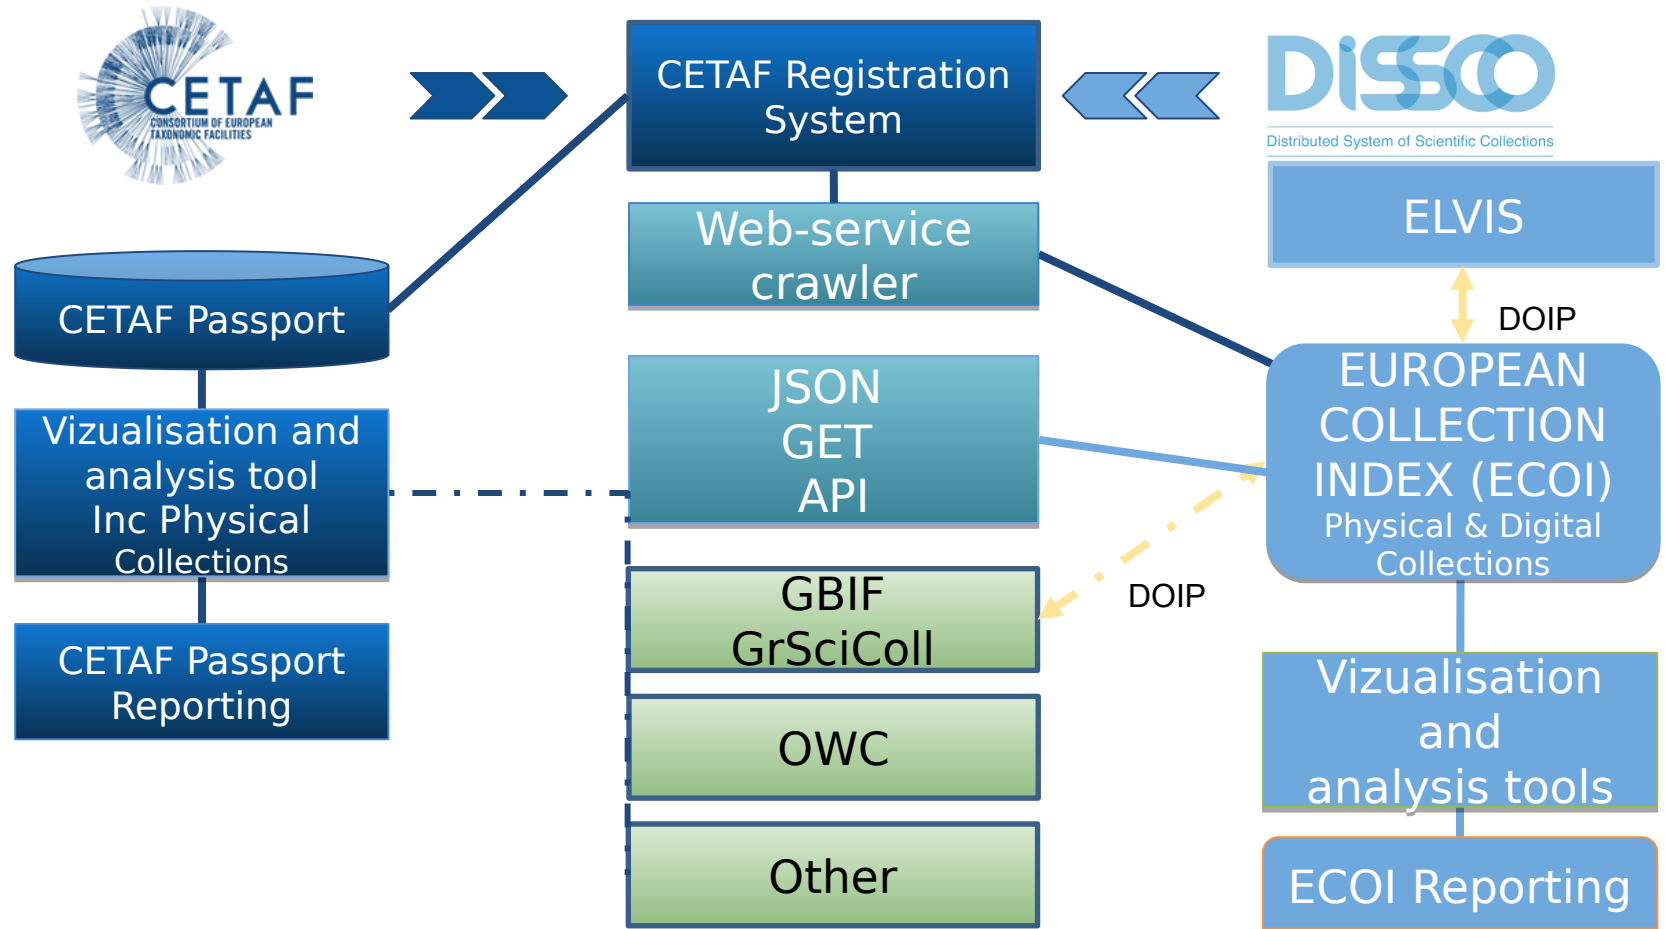 CETAF
CONSORTIUM OF EUROPEAN
TAXONOMIC FACILITIES
CETAF Registration
System
DiSSCo
Distributed System of Scientific Collections
ELVIS
Web-service
crawler
CETAF Passport
DOIP
JSON
GET
API
EUROPEAN
COLLECTION
INDEX (ECOI)
Physical & Digital
Collections
Vizualisation and
analysis tool
Inc Physical
Collections
DOIP
GBIF
GrSciColl
CETAF Passport
Reporting
OWC
Vizualisation
and
analysis tools
Other
ECOI Reporting